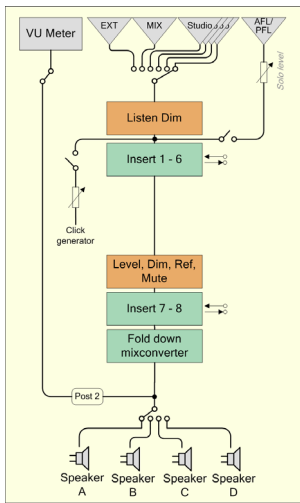 VU Meter
EXT
MIX
Studio
AFL/
PFL
Solo level
Listen Dim
Insert 1 - 6
Click
generator
Level, Dim, Ref,
Mute
Insert 7 - 8
Fold down
mixconverter
Post 2
Speaker
A
Speaker
B
Speaker
C
Speaker
D